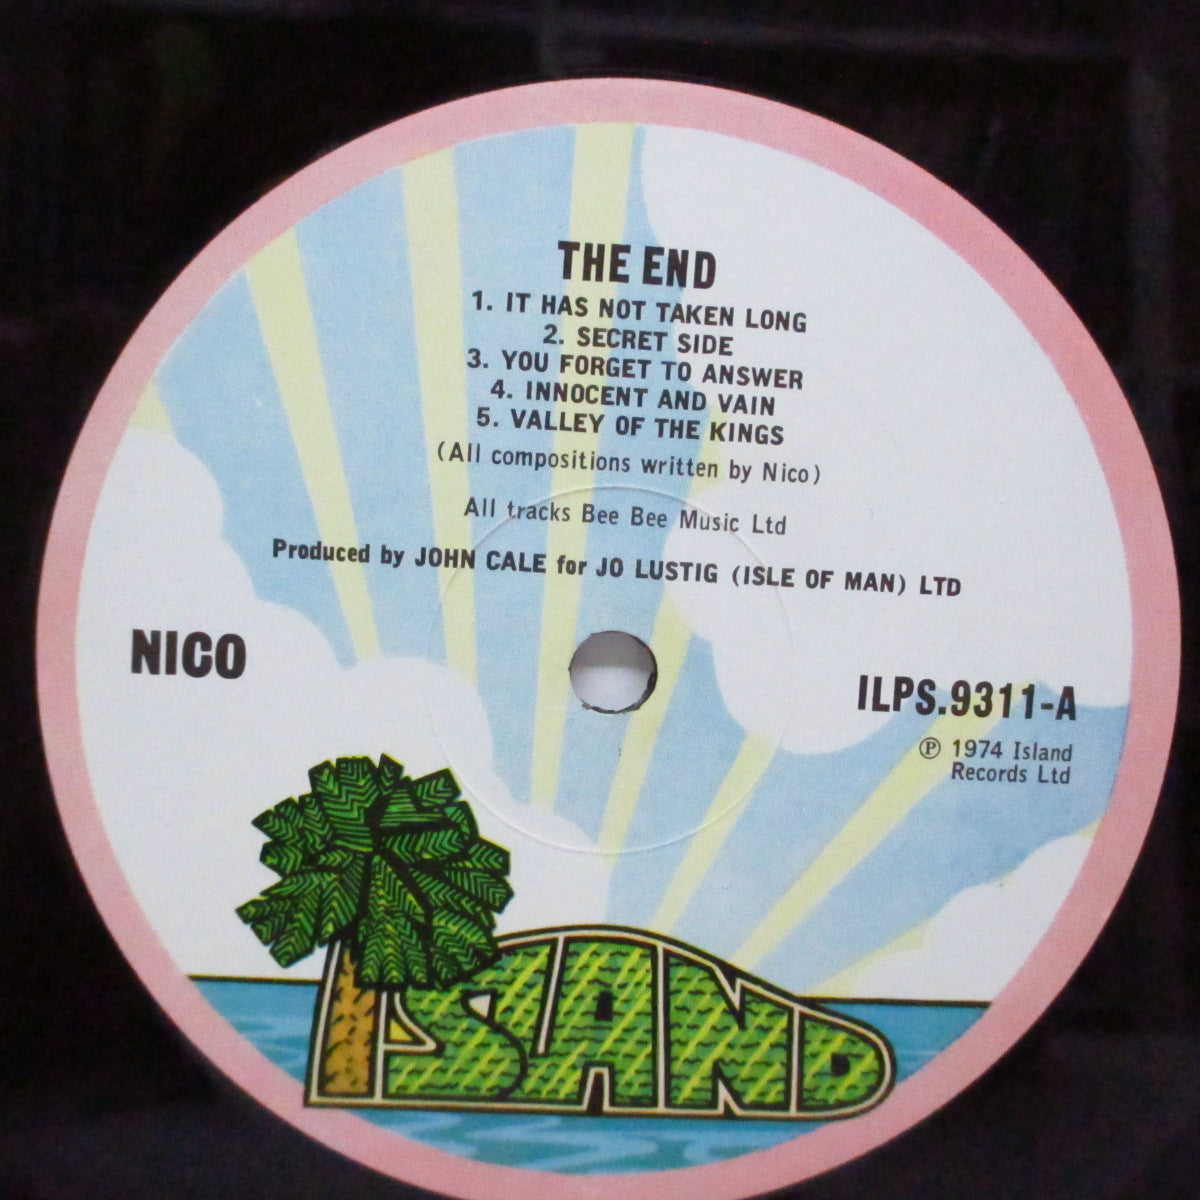 THE END
1. IT HAS NOT TAKEN LONG
2. SECRET SIDE
3. YOU FORGET TO ANSWER
4. INNOCENT AND VAIN
5. VALLEY OF THE KINGS
(All compositions written by Nico)
All tracks Bee Bee Music Ltd
Produced by JOHN CALE for JO LUSTIG (ISLE OF MAN) LTD
NICO
ILPS.9311-A
℗ 1974 Island
Records Ltd
ISLAND